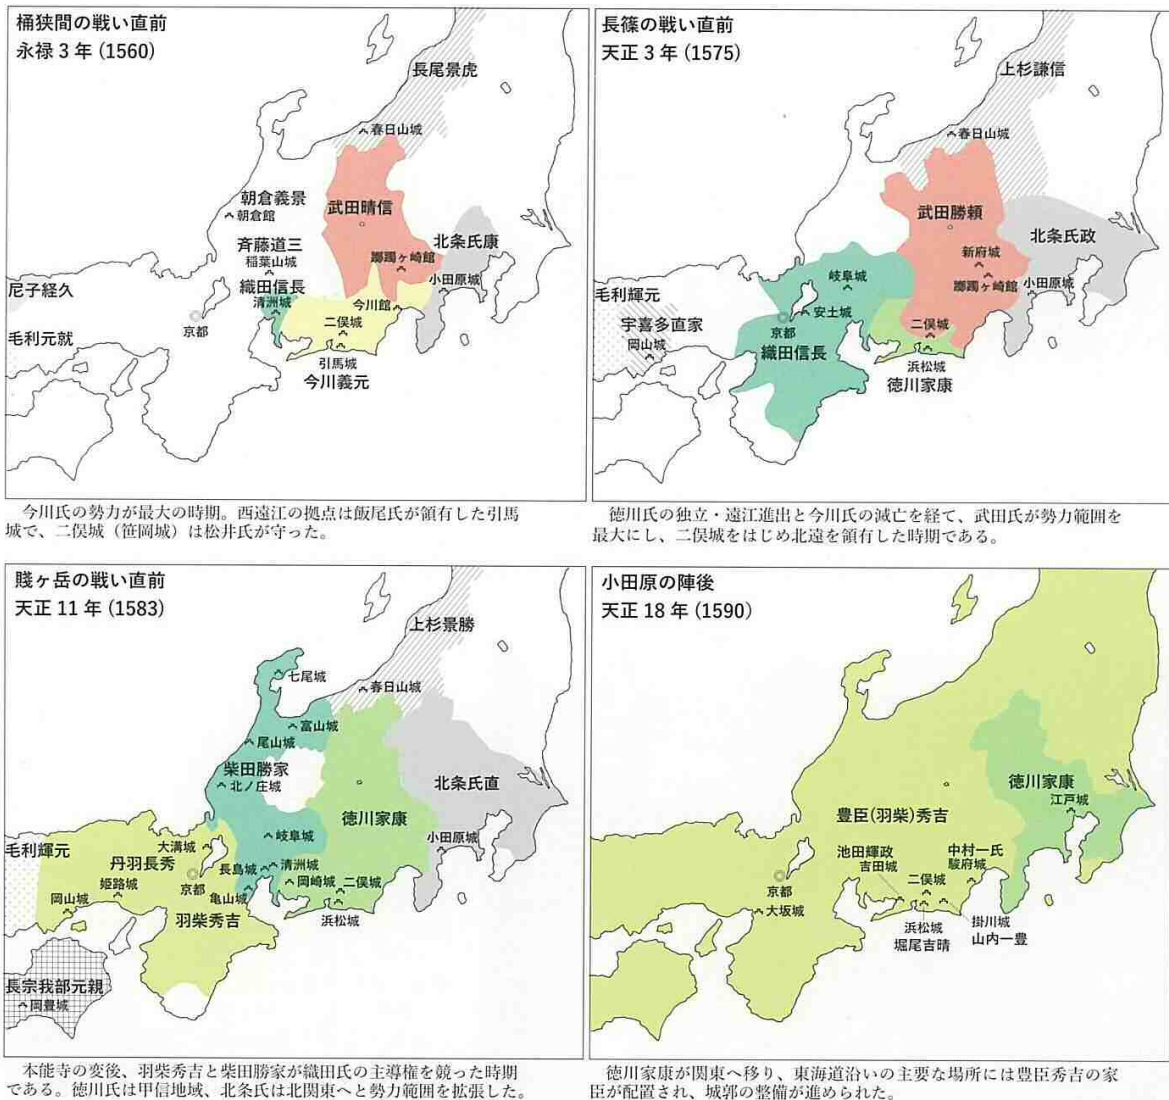 桶狭間の戦い直前
永禄3年(1560)
長尾景虎
春日山城
朝倉義景
朝倉館
武田晴信
斉藤道三
稲葉山城
北条氏康
躑躅ヶ崎館
小田原城
織田信長
清洲城
今川館
尼子経久
京都
二俣城
毛利元就
引馬城
今川義元
今川氏の勢力が最大の時期。西遠江の拠点は飯尾氏が領有した引馬
城で、二俣城（笹岡城）は松井氏が守った。
長篠の戦い直前
天正3年(1575)
上杉謙信
春日山城
武田勝頼
北条氏政
新府城
岐阜城
躑躅ヶ崎館
小田原城
毛利輝元
安土城
宇喜多直家
京都
二俣城
岡山城
織田信長
浜松城
徳川家康
徳川氏の独立・遠江進出と今川氏の滅亡を経て、武田氏が勢力範囲を
最大にし、二俣城をはじめ北遠を領有した時期である。
賤ヶ岳の戦い直前
天正11年(1583)
上杉景勝
七尾城
春日山城
富山城
尾山城
柴田勝家
北ノ庄城
北条氏直
徳川家康
岐阜城
小田原城
毛利輝元
大溝城
丹羽長秀
長島城
清洲城
姫路城
京都
岡崎城
二俣城
岡山城
亀山城
羽柴秀吉
浜松城
長宗我部元親
岡豊城
本能寺の変後、羽柴秀吉と柴田勝家が織田氏の主導権を競った時期
である。徳川氏は甲信地域、北条氏は北関東へと勢力範囲を拡張した。
小田原の陣後
天正18年(1590)
徳川家康
江戸城
豊臣(羽柴)秀吉
池田輝政
吉田城
中村一氏
駿府城
京都
二俣城
大坂城
浜松城
堀尾吉晴
掛川城
山内一豊
徳川家康が関東へ移り、東海道沿いの主要な場所には豊臣秀吉の家
臣が配置され、城郭の整備が進められた。